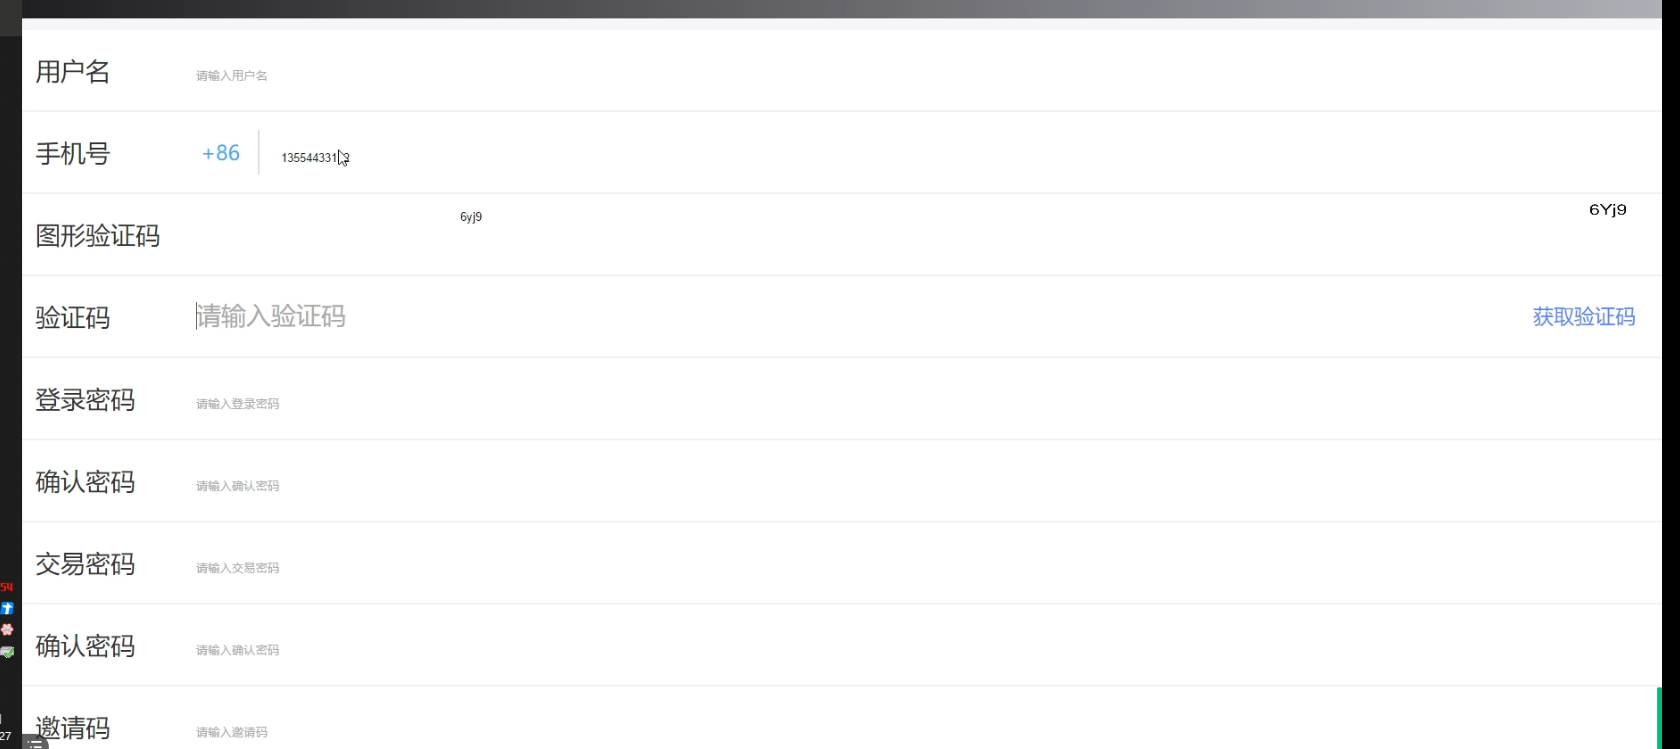 用户名 请输入用户名
手机号 +86
图形验证码 6yj9 6Yj9
验证码 请输入验证码 获取验证码
登录密码 请输入登录密码
确认密码 请输入确认密码
交易密码 请输入交易密码
确认密码 请输入确认密码
邀请码 请输入邀请码
54
27